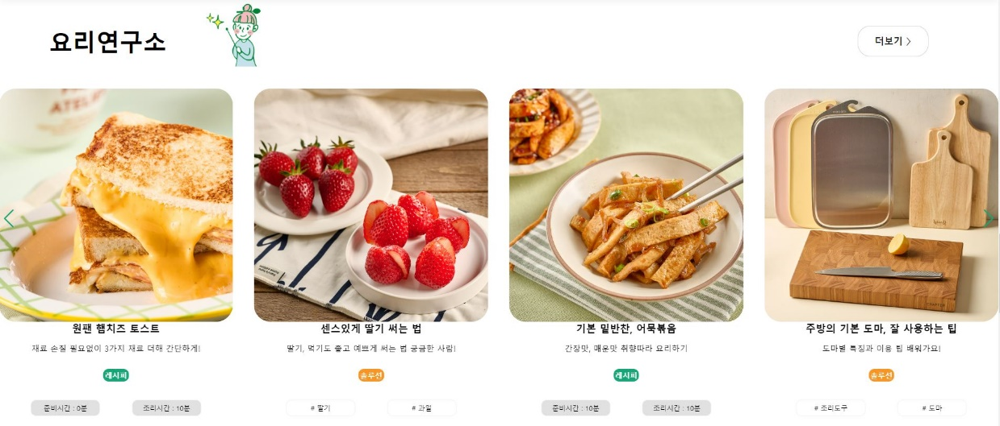 요리연구소
더보기 >
ATELIER
원팬 햄치즈 토스트
재료 손질 필요없이 3가지 재료 더해 간단하게!
레시피
준비시간 : 0분
조리시간 : 10분
센스있게 딸기 써는 법
딸기, 먹기도 좋고 예쁘게 써는 법 궁금한 사람!
솔루션
# 딸기
# 과일
기본 밑반찬, 어묵볶음
간장맛, 매운맛 취향따라 요리하기
레시피
준비시간 : 10분
조리시간 : 10분
주방의 기본 도마, 잘 사용하는 팁
도마별 특징과 이용 팁 배워가요!
솔루션
# 조리도구
# 도마